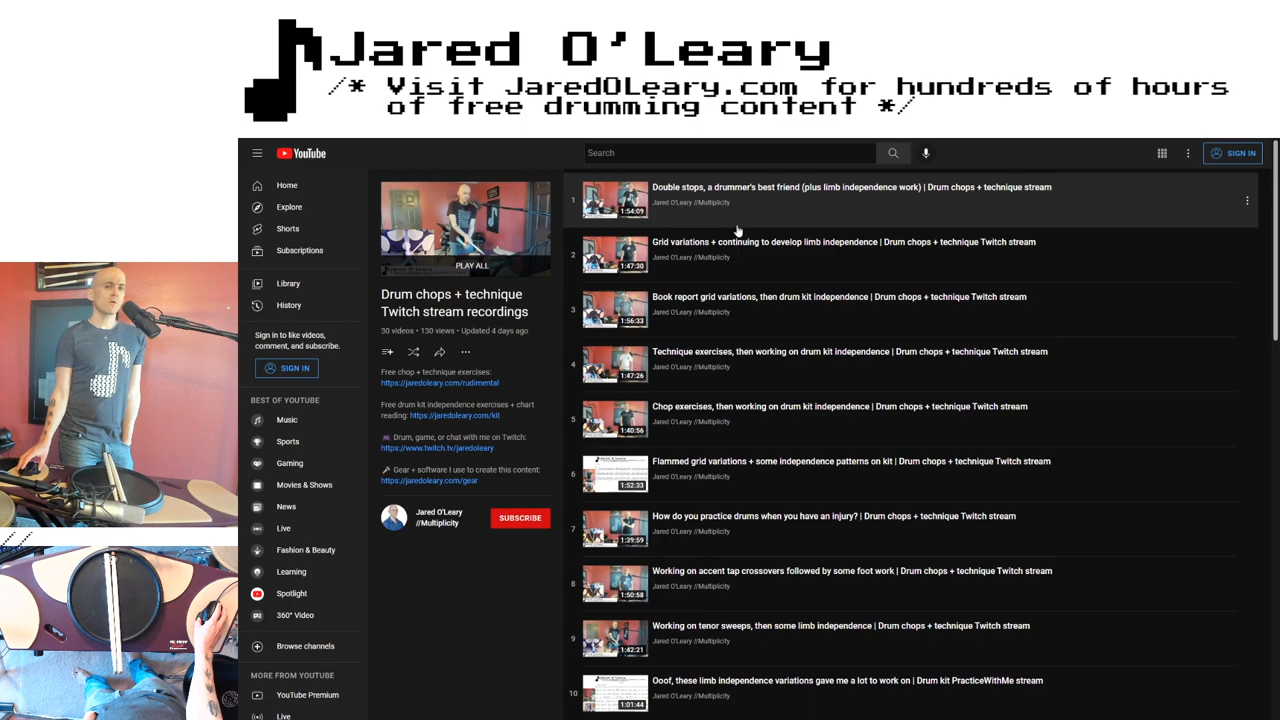 Jared O'Leary
/* Visit JaredOLeary.com for hundreds of hours
of free drumming content */
YouTube
Search
SIGN IN
Home
Explore
Shorts
Subscriptions
Library
History
Sign in to like videos,
comment, and subscribe.
SIGN IN
BEST OF YOUTUBE
Music
Sports
Gaming
Movies & Shows
News
Live
Fashion & Beauty
Learning
Spotlight
360° Video
Browse channels
MORE FROM YOUTUBE
YouTube Premium
Live
PLAY ALL
Drum chops + technique
Twitch stream recordings
30 videos • 130 views • Updated 4 days ago
Free chop + technique exercises:
https://jaredoleary.com/rudimental
Free drum kit independence exercises + chart
reading: https://jaredoleary.com/kit
Drum, game, or chat with me on Twitch:
https://www.twitch.tv/jaredoleary
Gear + software I use to create this content:
https://jaredoleary.com/gear
Jared O'Leary
//Multiplicity
SUBSCRIBE
1
1:54:09
Double stops, a drummer's best friend (plus limb independence work) | Drum chops + technique stream
Jared O'Leary //Multiplicity
2
1:47:30
Grid variations + continuing to develop limb independence | Drum chops + technique Twitch stream
Jared O'Leary //Multiplicity
3
1:56:33
Book report grid variations, then drum kit independence | Drum chops + technique Twitch stream
Jared O'Leary //Multiplicity
4
1:47:26
Technique exercises, then working on drum kit independence | Drum chops + technique Twitch stream
Jared O'Leary //Multiplicity
5
1:40:56
Chop exercises, then working on drum kit independence | Drum chops + technique Twitch stream
Jared O'Leary //Multiplicity
6
1:52:33
Flammed grid variations + some independence patterns on kit | Drum chops + technique Twitch stream
Jared O'Leary //Multiplicity
7
1:39:59
How do you practice drums when you have an injury? | Drum chops + technique Twitch stream
Jared O'Leary //Multiplicity
8
1:50:58
Working on accent tap crossovers followed by some foot work | Drum chops + technique Twitch stream
Jared O'Leary //Multiplicity
9
1:42:21
Working on tenor sweeps, then some limb independence | Drum chops + technique Twitch stream
Jared O'Leary //Multiplicity
10
1:01:44
Ooof, these limb independence variations gave me a lot to work on | Drum kit PracticeWithMe stream
Jared O'Leary //Multiplicity